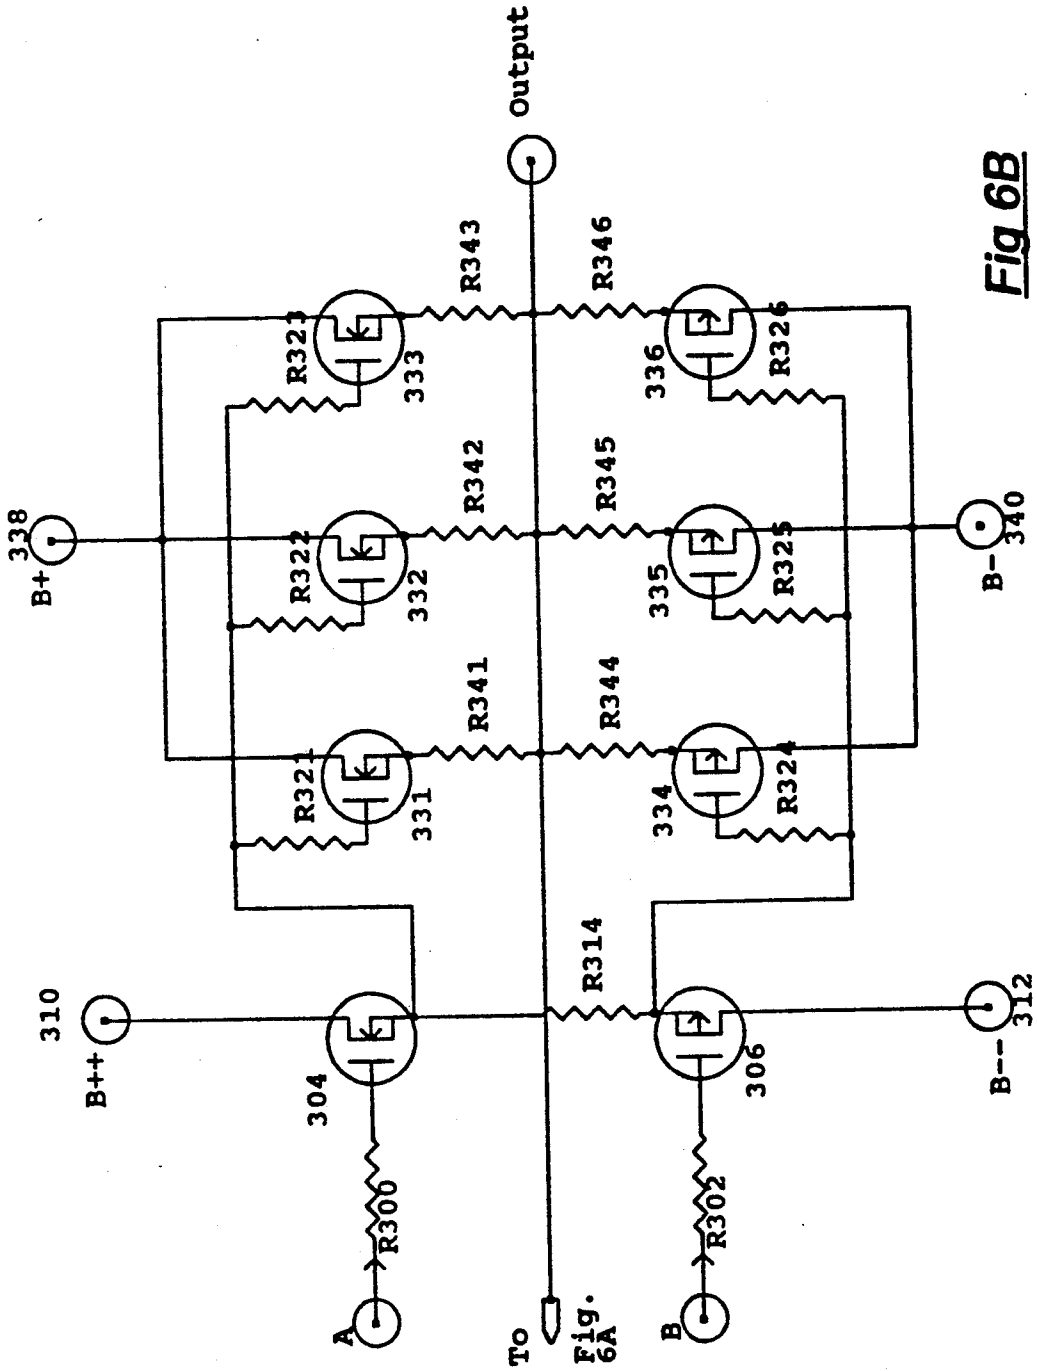 B++
310
B+
338
A
R300
304
R321
331
R322
332
R323
333
R341
R342
R343
To
Fig.
6A
Output
R314
R344
R345
R346
B
R302
306
334
R324
335
R325
336
R326
B--
312
B-
340
Fig 6B